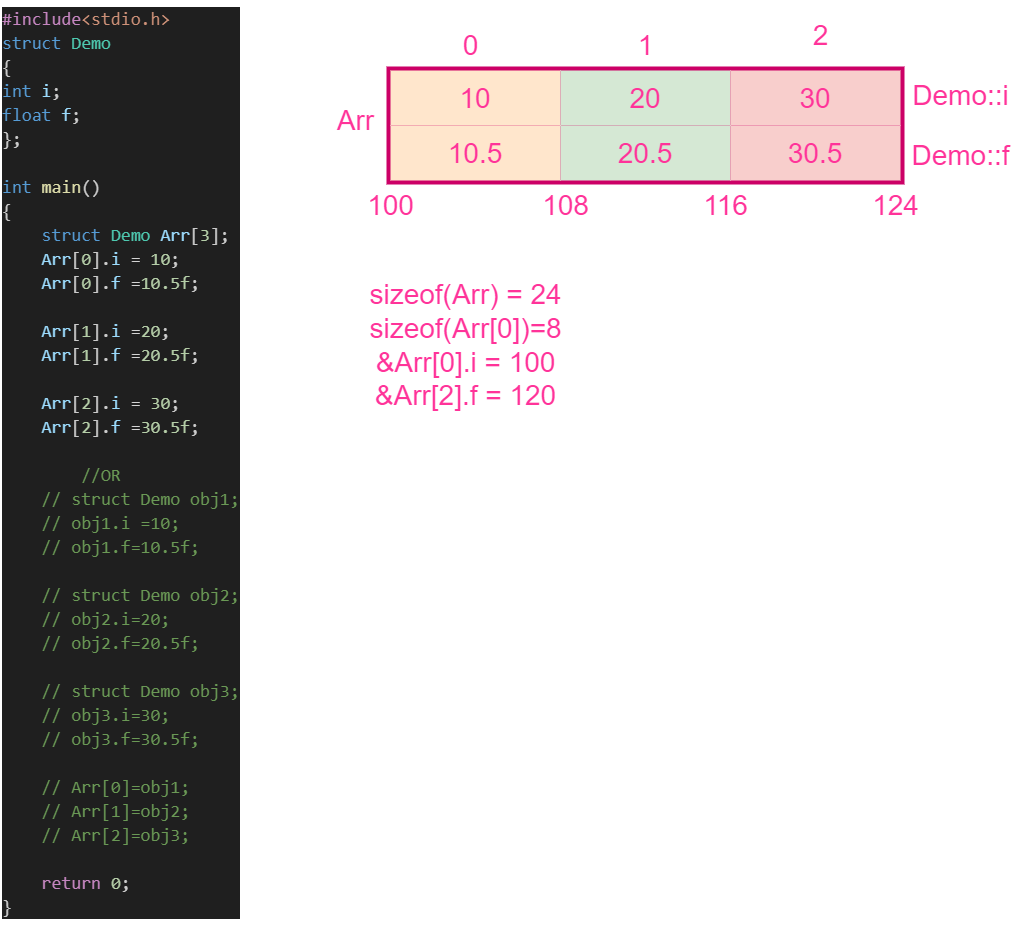 #include<stdio.h>
struct Demo
{
int i;
float f;
};

int main()
{
    struct Demo Arr[3];
    Arr[0].i = 10;
    Arr[0].f =10.5f;

    Arr[1].i =20;
    Arr[1].f =20.5f;

    Arr[2].i = 30;
    Arr[2].f =30.5f;

        //OR
    // struct Demo obj1;
    // obj1.i =10;
    // obj1.f=10.5f;

    // struct Demo obj2;
    // obj2.i=20;
    // obj2.f=20.5f;

    // struct Demo obj3;
    // obj3.i=30;
    // obj3.f=30.5f;

    // Arr[0]=obj1;
    // Arr[1]=obj2;
    // Arr[2]=obj3;

    return 0;
}
0 1 2
10 20 30 Demo::i
Arr
10.5 20.5 30.5 Demo::f
100 108 116 124
sizeof(Arr) = 24
sizeof(Arr[0])=8
&Arr[0].i = 100
&Arr[2].f = 120